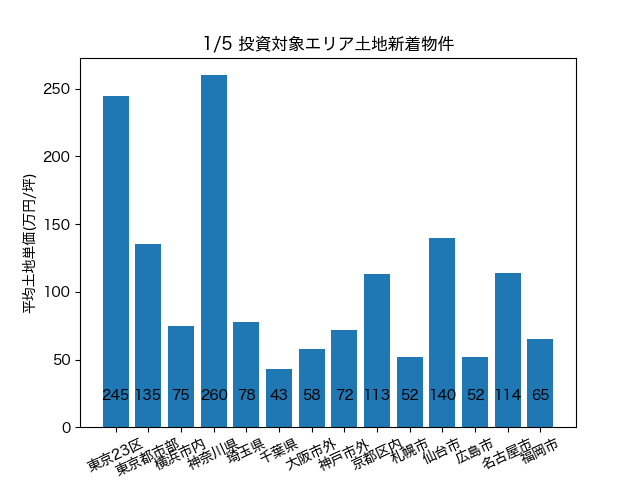 1/5 投資対象エリア土地新着物件
平均土地単価(万円/坪)
250
200
150
100
50
0
245 135 75 260 78 43 58 72 113 52 140 52 114 65
東京23区
東京都市部
横浜市内
神奈川県
埼玉県
千葉県
大阪市外
神戸市外
京都区内
札幌市
仙台市
広島市
名古屋市
福岡市